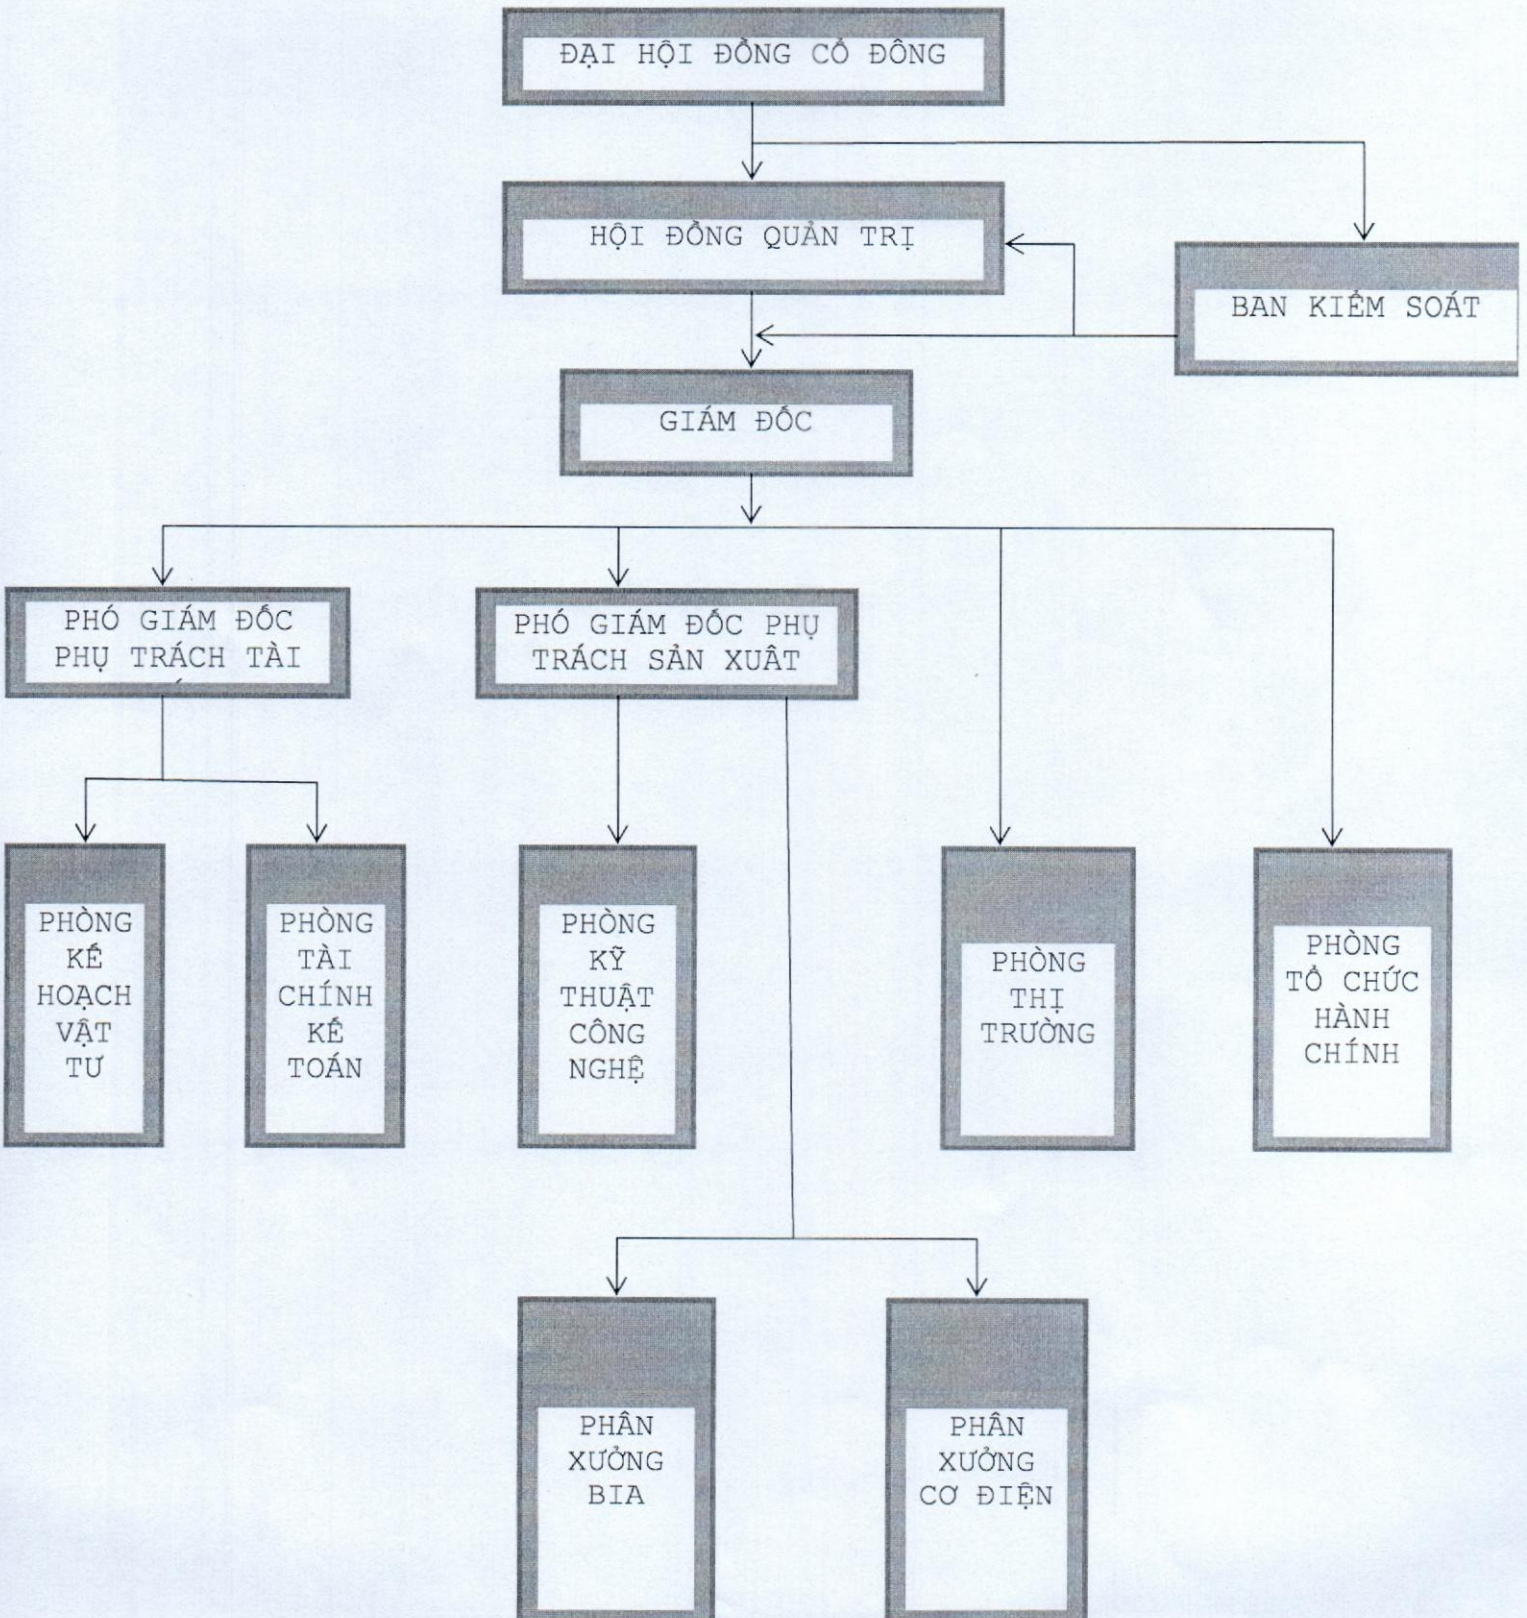 ĐẠI HỘI ĐỒNG CỔ ĐÔNG
HỘI ĐỒNG QUẢN TRỊ
BAN KIỂM SOÁT
GIÁM ĐỐC
PHÓ GIÁM ĐỐC
PHỤ TRÁCH TÀI
PHÓ GIÁM ĐỐC PHỤ
TRÁCH SẢN XUẤT
PHÒNG
KẾ
HOẠCH
VẬT
TƯ
PHÒNG
TÀI
CHÍNH
KẾ
TOÁN
PHÒNG
KỸ
THUẬT
CÔNG
NGHỆ
PHÒNG
THỊ
TRƯỜNG
PHÒNG
TỔ CHỨC
HÀNH
CHÍNH
PHÂN
XƯỞNG
BIA
PHÂN
XƯỞNG
CƠ ĐIỆN